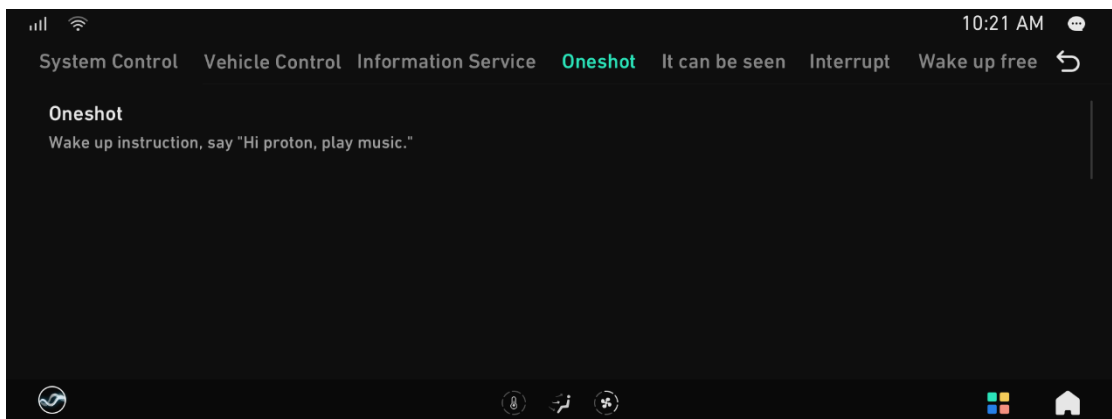 10:21 AM
System Control Vehicle Control Information Service Oneshot It can be seen Interrupt Wake up free
Oneshot
Wake up instruction, say "Hi proton, play music."